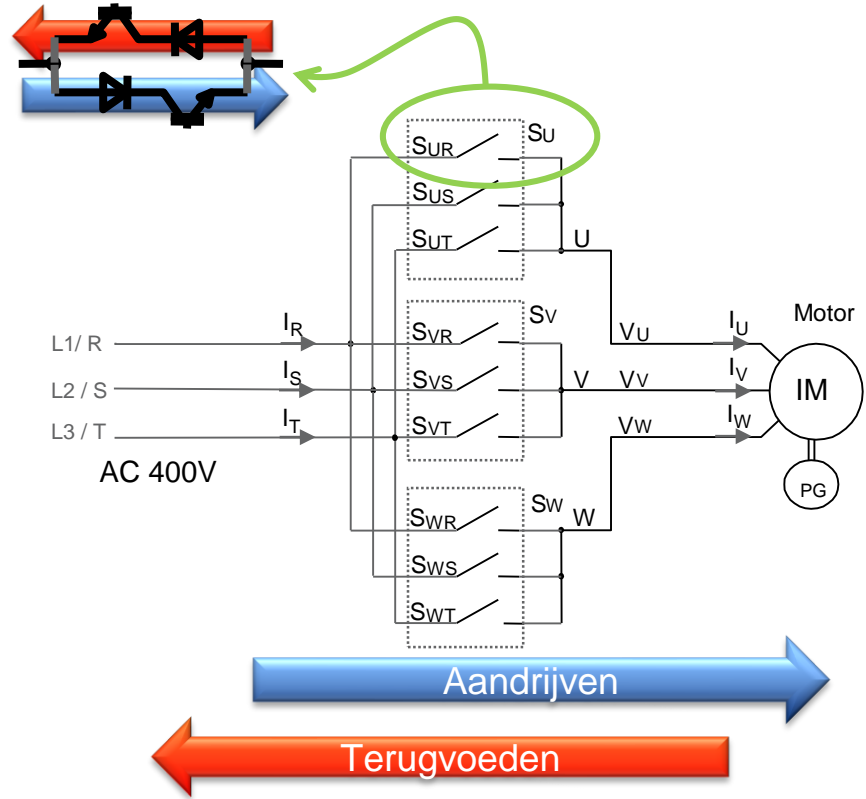 SUR
SU
SUS
SUT
U
L1/ R
IR
SVR
SV
VU
IU
Motor
L2 / S
IS
SVS
V
VV
IV
IM
L3 / T
IT
SVT
VW
IW
AC 400V
PG
SWR
SW
W
SWS
SWT
Aandrijven
Terugvoeden